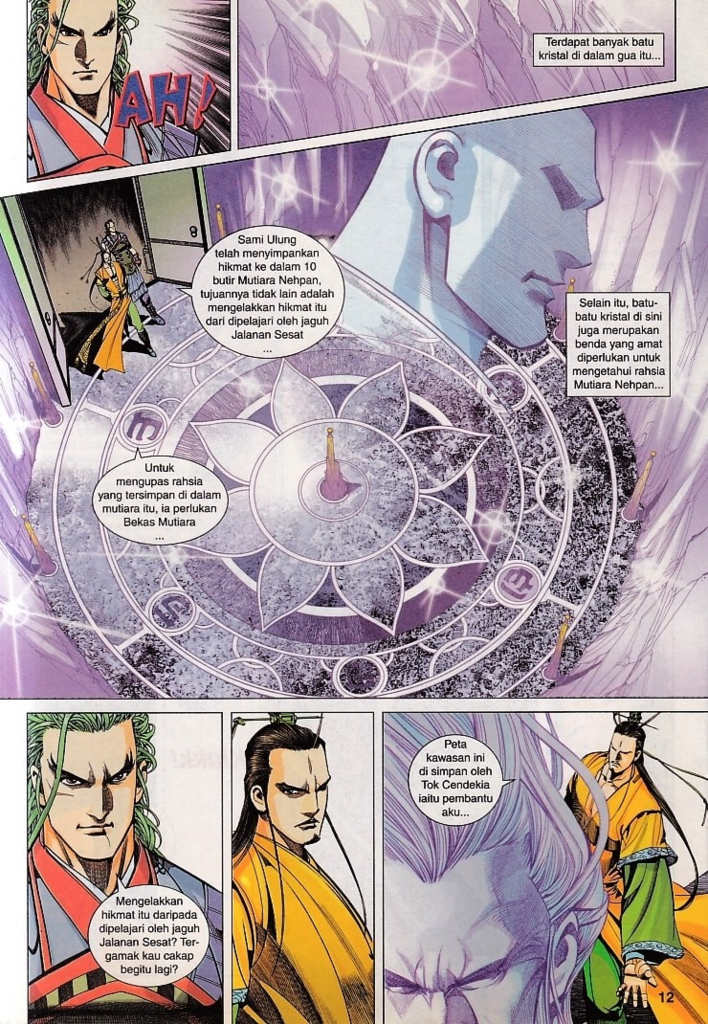 AH!
Terdapat banyak batu
kristal di dalam gua itu...
Sami Ulung
telah menyimpankan
hikmat ke dalam 10
butir Mutiara Nehpan,
tujuannya tidak lain adalah
mengelakkan hikmat itu
dari dipelajari oleh jaguh
Jalanan Sesat
...
Selain itu, batu-
batu kristal di sini
juga merupakan
benda yang amat
diperlukan untuk
mengetahui rahsia
Mutiara Nehpan...
Untuk
mengupas rahsia
yang tersimpan di dalam
mutiara itu, ia perlukan
Bekas Mutiara
...
Mengelakkan
hikmat itu daripada
dipelajari oleh jaguh
Jalanan Sesat? Ter-
gamak kau cakap
begitu lagi?
Peta
kawasan ini
di simpan oleh
Tok Cendekia
iaitu pembantu
aku...
12